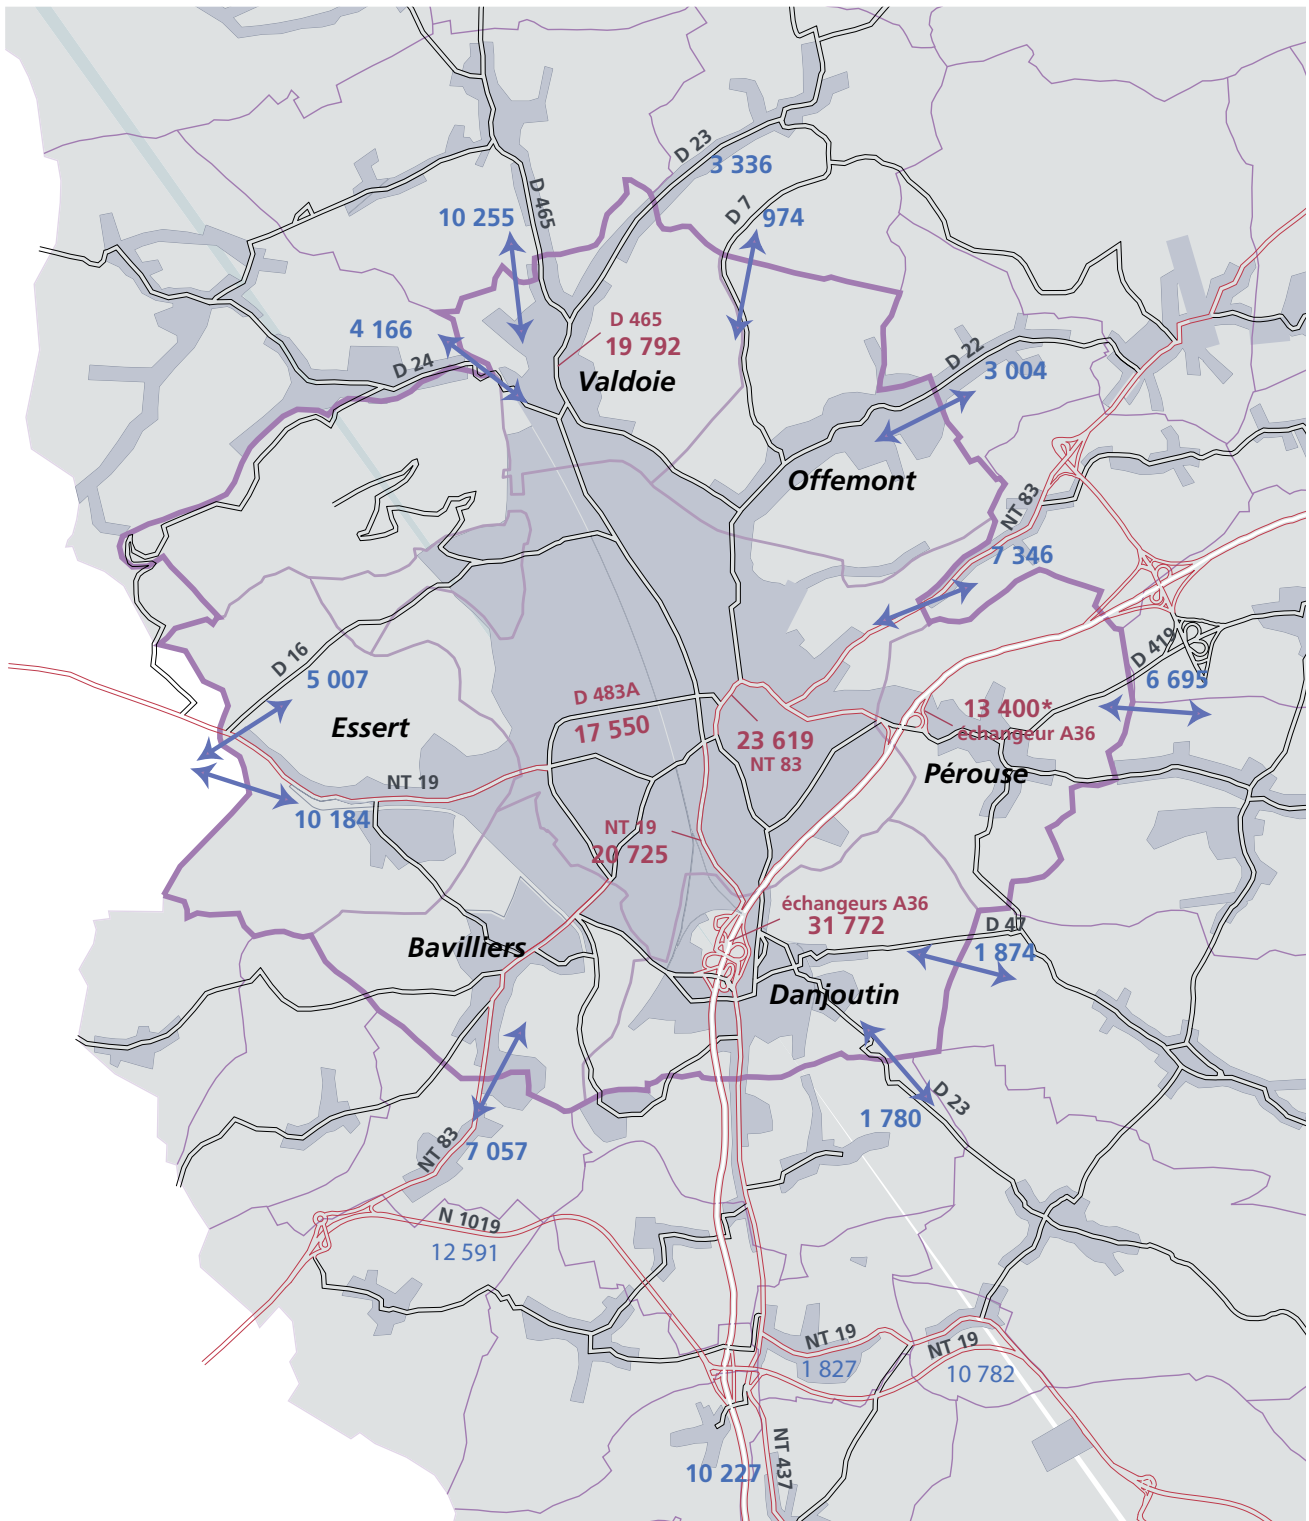 D 23
3 336
D 465
10 255
D 7
974
4 166
D 24
D 465
19 792
Valdoie
D 22
3 004
Offemont
NT 83
7 346
D 16
5 007
Essert
D 483A
17 550
D 419
6 695
13 400*
échangeur A36
23 619
NT 83
Pérouse
NT 19
10 184
NT 19
20 725
échangeurs A36
31 772
D 47
1 874
Bavilliers
Danjoutin
D 23
1 780
NT 83
7 057
N 1019
12 591
NT 19
1 827
NT 19
10 782
NT 437
10 227